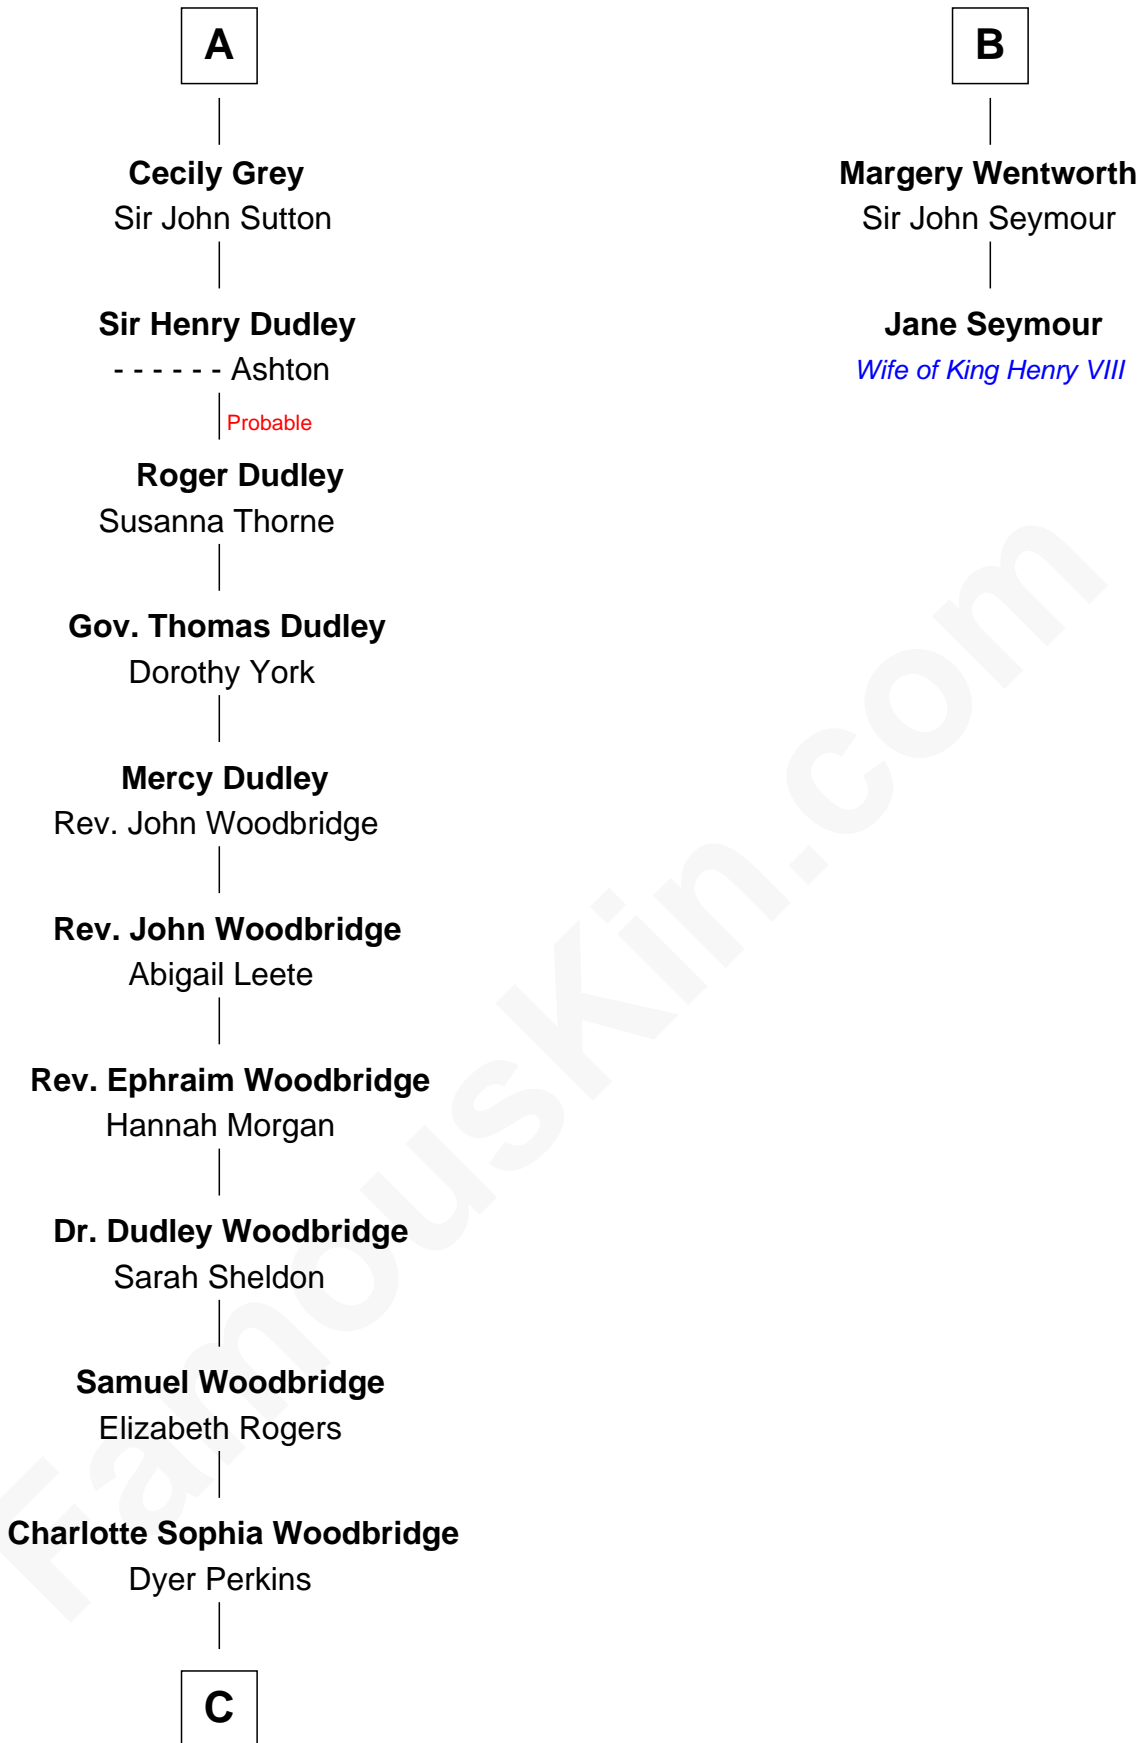 A
Cecily Grey
Sir John Sutton
Sir Henry Dudley
- - - - - - Ashton
Probable
Roger Dudley
Susanna Thorne
Gov. Thomas Dudley
Dorothy York
Mercy Dudley
Rev. John Woodbridge
Rev. John Woodbridge
Abigail Leete
Rev. Ephraim Woodbridge
Hannah Morgan
Dr. Dudley Woodbridge
Sarah Sheldon
Samuel Woodbridge
Elizabeth Rogers
Charlotte Sophia Woodbridge
Dyer Perkins
C
B
Margery Wentworth
Sir John Seymour
Jane Seymour
Wife of King Henry VIII
FamousKin.com